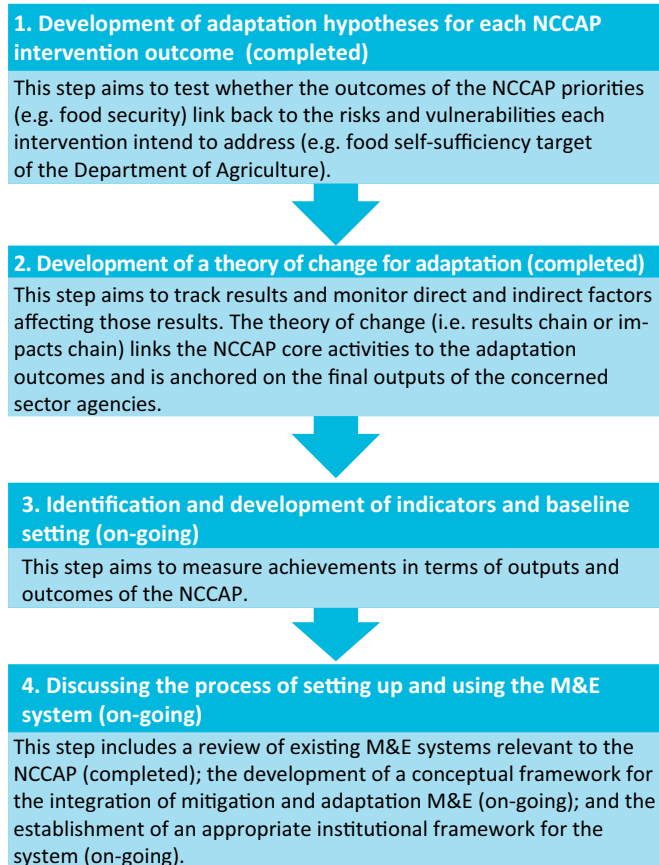 1. Development of adaptation hypotheses for each NCCAP
intervention outcome (completed)
This step aims to test whether the outcomes of the NCCAP priorities
(e.g. food security) link back to the risks and vulnerabilities each
intervention intend to address (e.g. food self-sufficiency target
of the Department of Agriculture).
2. Development of a theory of change for adaptation (completed)
This step aims to track results and monitor direct and indirect factors
affecting those results. The theory of change (i.e. results chain or im-
pacts chain) links the NCCAP core activities to the adaptation
outcomes and is anchored on the final outputs of the concerned
sector agencies.
3. Identification and development of indicators and baseline
setting (on-going)
This step aims to measure achievements in terms of outputs and
outcomes of the NCCAP.
4. Discussing the process of setting up and using the M&E
system (on-going)
This step includes a review of existing M&E systems relevant to the
NCCAP (completed); the development of a conceptual framework for
the integration of mitigation and adaptation M&E (on-going); and the
establishment of an appropriate institutional framework for the
system (on-going).